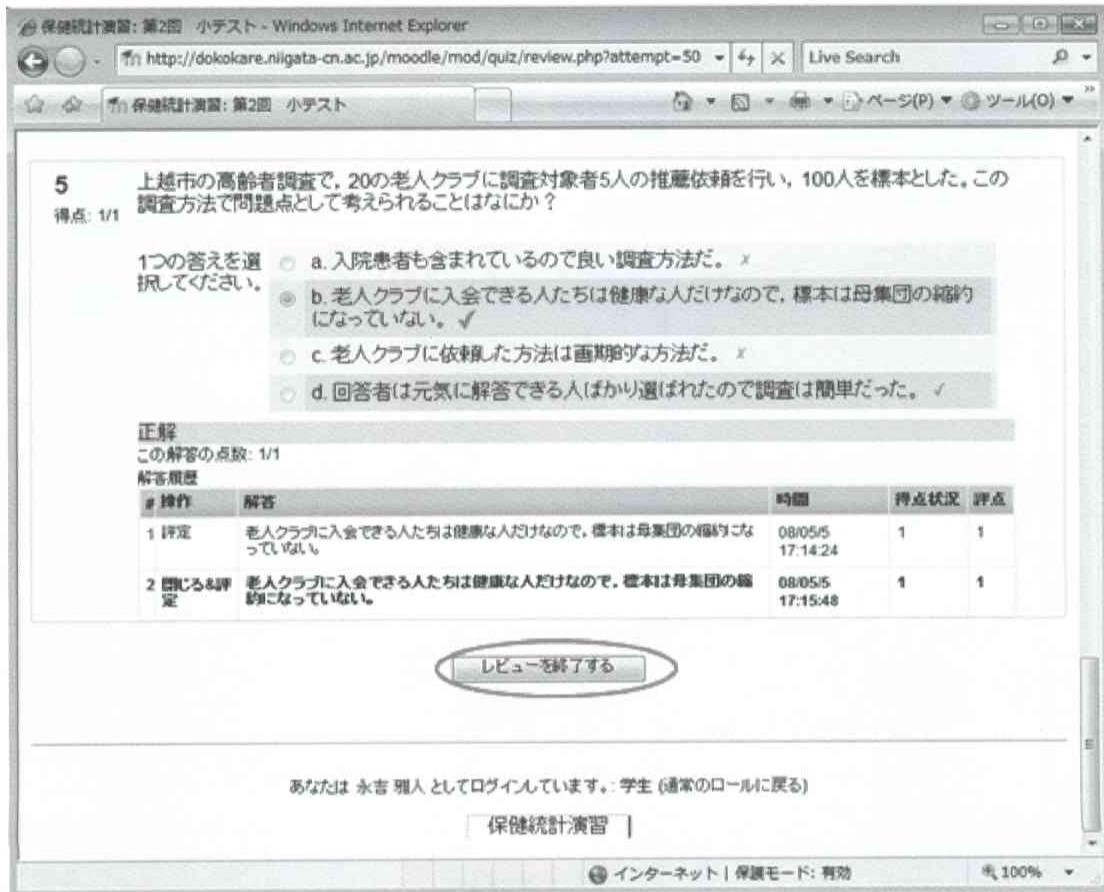 保健統計演習: 第2回 小テスト - Windows Internet Explorer
http://dokokare.niigata-cn.ac.jp/moodle/mod/quiz/review.php?attempt=50
Live Search
保健統計演習: 第2回 小テスト
ページ(P) ツール(O)
5
得点: 1/1
上越市の高齢者調査で，20の老人クラブに調査対象者5人の推薦依頼を行い，100人を標本とした。この
調査方法で問題点として考えられることはなにか？
1つの答えを選
択してください。
a. 入院患者も含まれているので良い調査方法だ。 x
b. 老人クラブに入会できる人たちは健康な人だけなので，標本は母集団の縮約
になっていない。 ✓
c. 老人クラブに依頼した方法は画期的な方法だ。 x
d. 回答者は元気に解答できる人ばかり選ばれたので調査は簡単だった。 ✓
正解
この解答の点数: 1/1
解答履歴
# 操作 解答 時間 得点状況 評点
1 評定 老人クラブに入会できる人たちは健康な人だけなので，標本は母集団の縮約にな
っていない。 08/05/5
17:14:24 1 1
2 閉じる&評
定 老人クラブに入会できる人たちは健康な人だけなので，標本は母集団の縮
約になっていない。 08/05/5
17:15:48 1 1
レビューを終了する
あなたは 永吉 雅人 としてログインしています。: 学生 (通常のロールに戻る)
保健統計演習
インターネット | 保護モード: 有効
100%